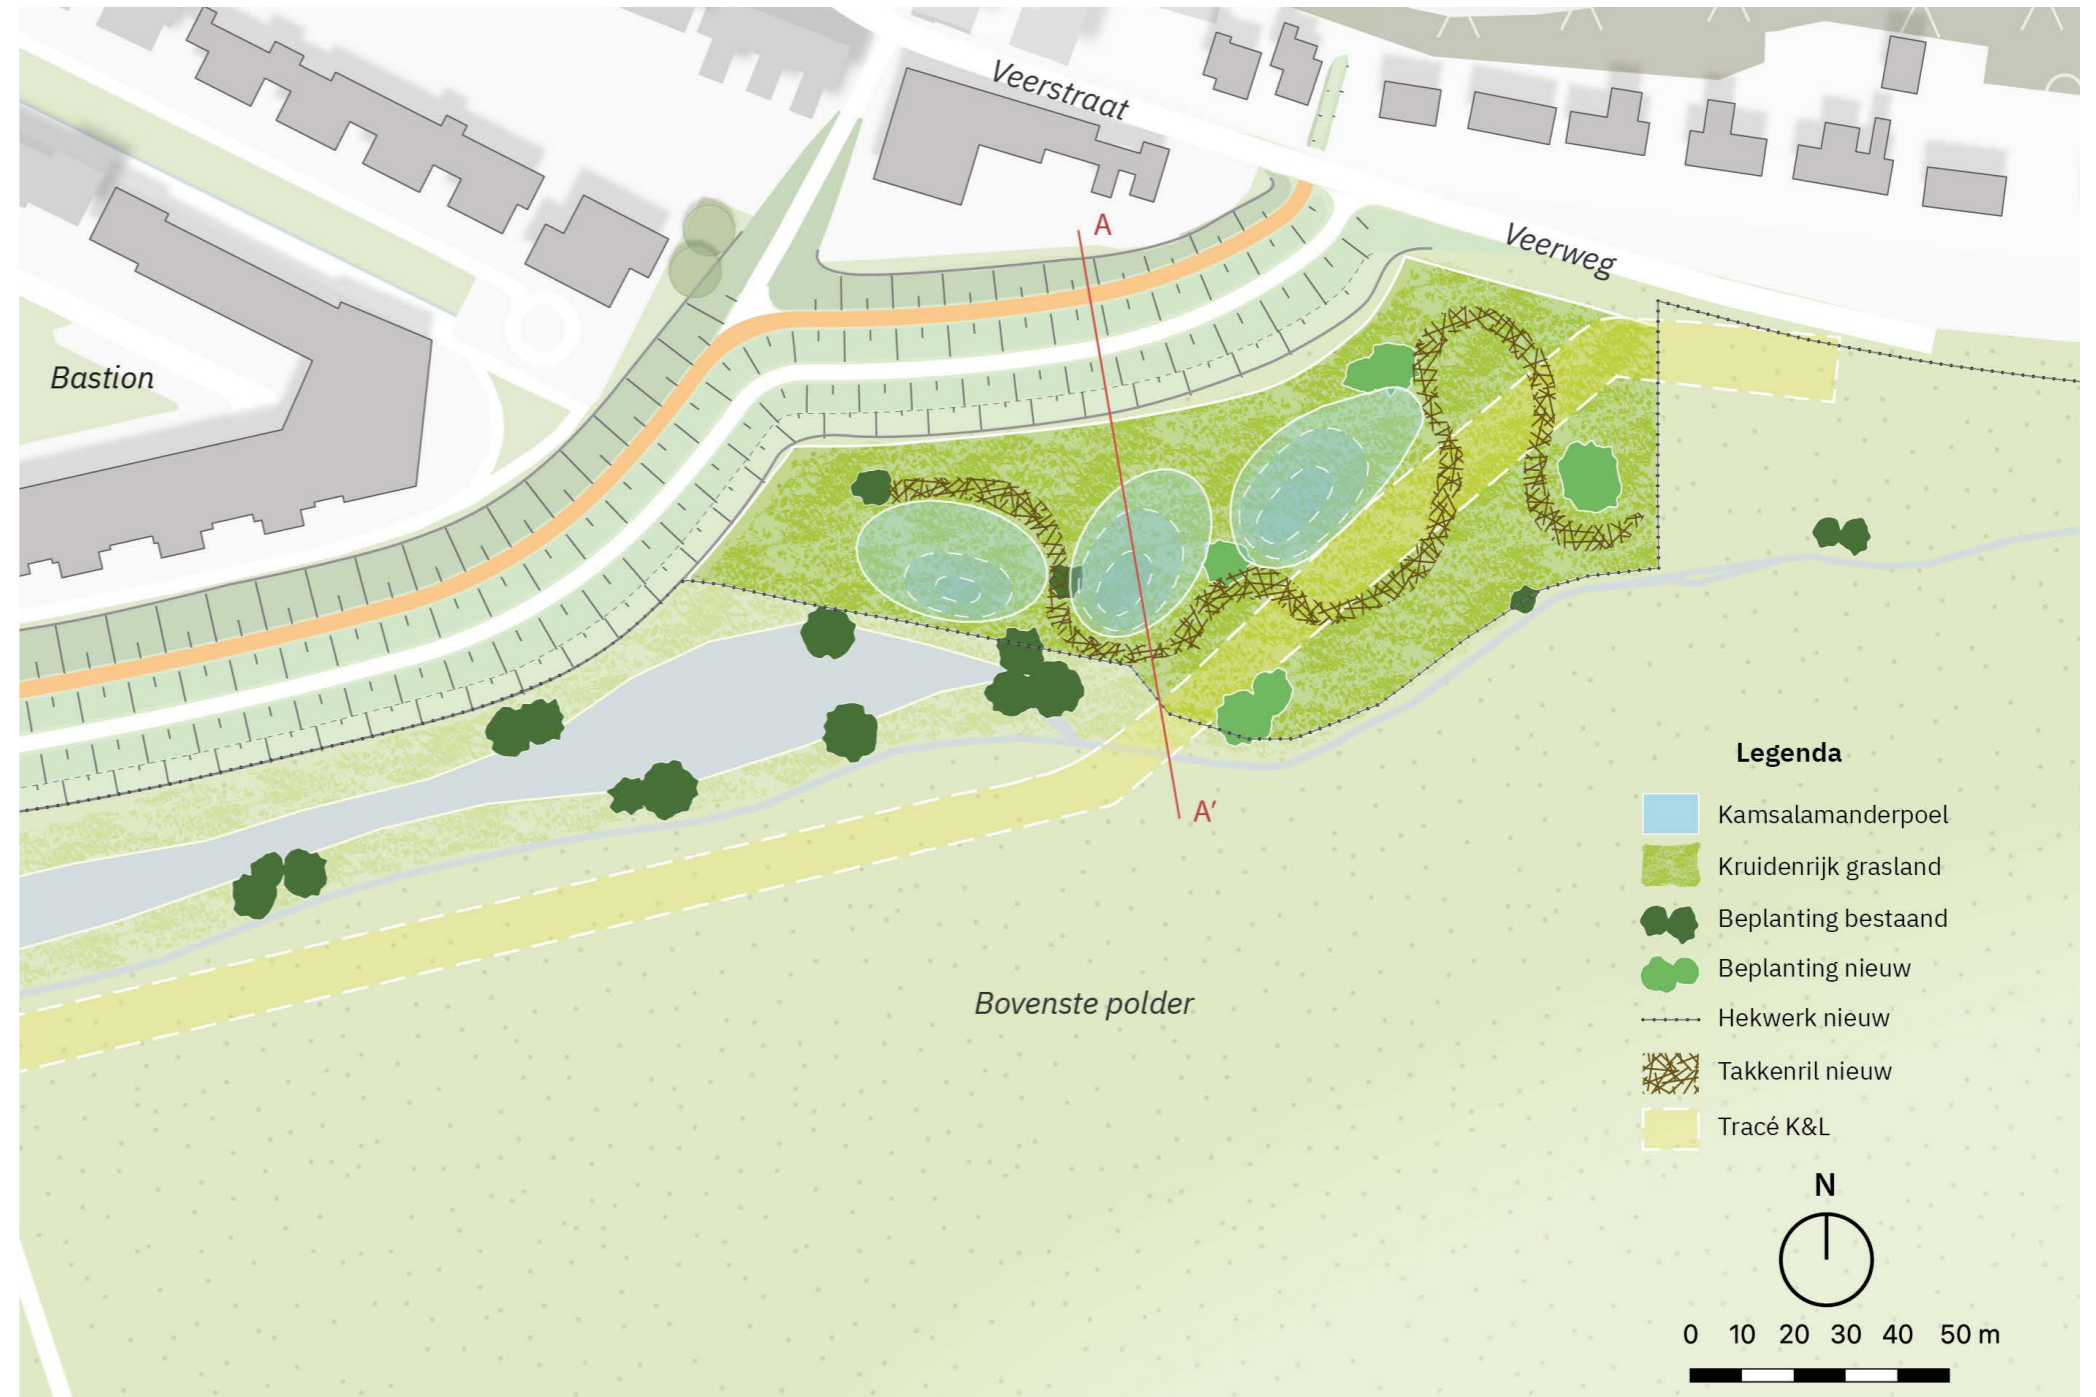 Veerstraat
A
Veerweg
Bastion
Legenda
Kamsalamanderpoel
Kruidenrijk grasland
Beplanting bestaand
Beplanting nieuw
Hekwerk nieuw
Takkenril nieuw
Tracé K&L
A’
Bovenste polder
N
0 10 20 30 40 50 m